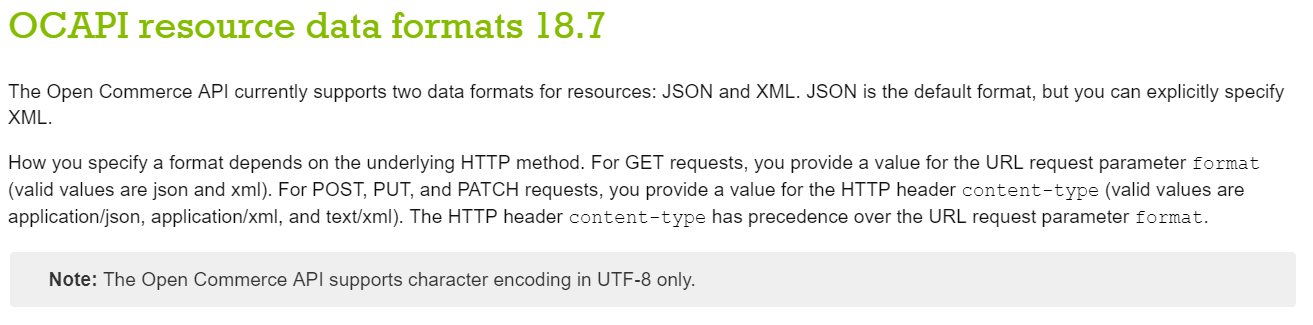 OCAPI resource data formats 18.7
The Open Commerce API currently supports two data formats for resources: JSON and XML. JSON is the default format, but you can explicitly specify
XML.
How you specify a format depends on the underlying HTTP method. For GET requests, you provide a value for the URL request parameter format
(valid values are json and xml). For POST, PUT, and PATCH requests, you provide a value for the HTTP header content-type (valid values are
application/json, application/xml, and text/xml). The HTTP header content-type has precedence over the URL request parameter format.
Note: The Open Commerce API supports character encoding in UTF-8 only.